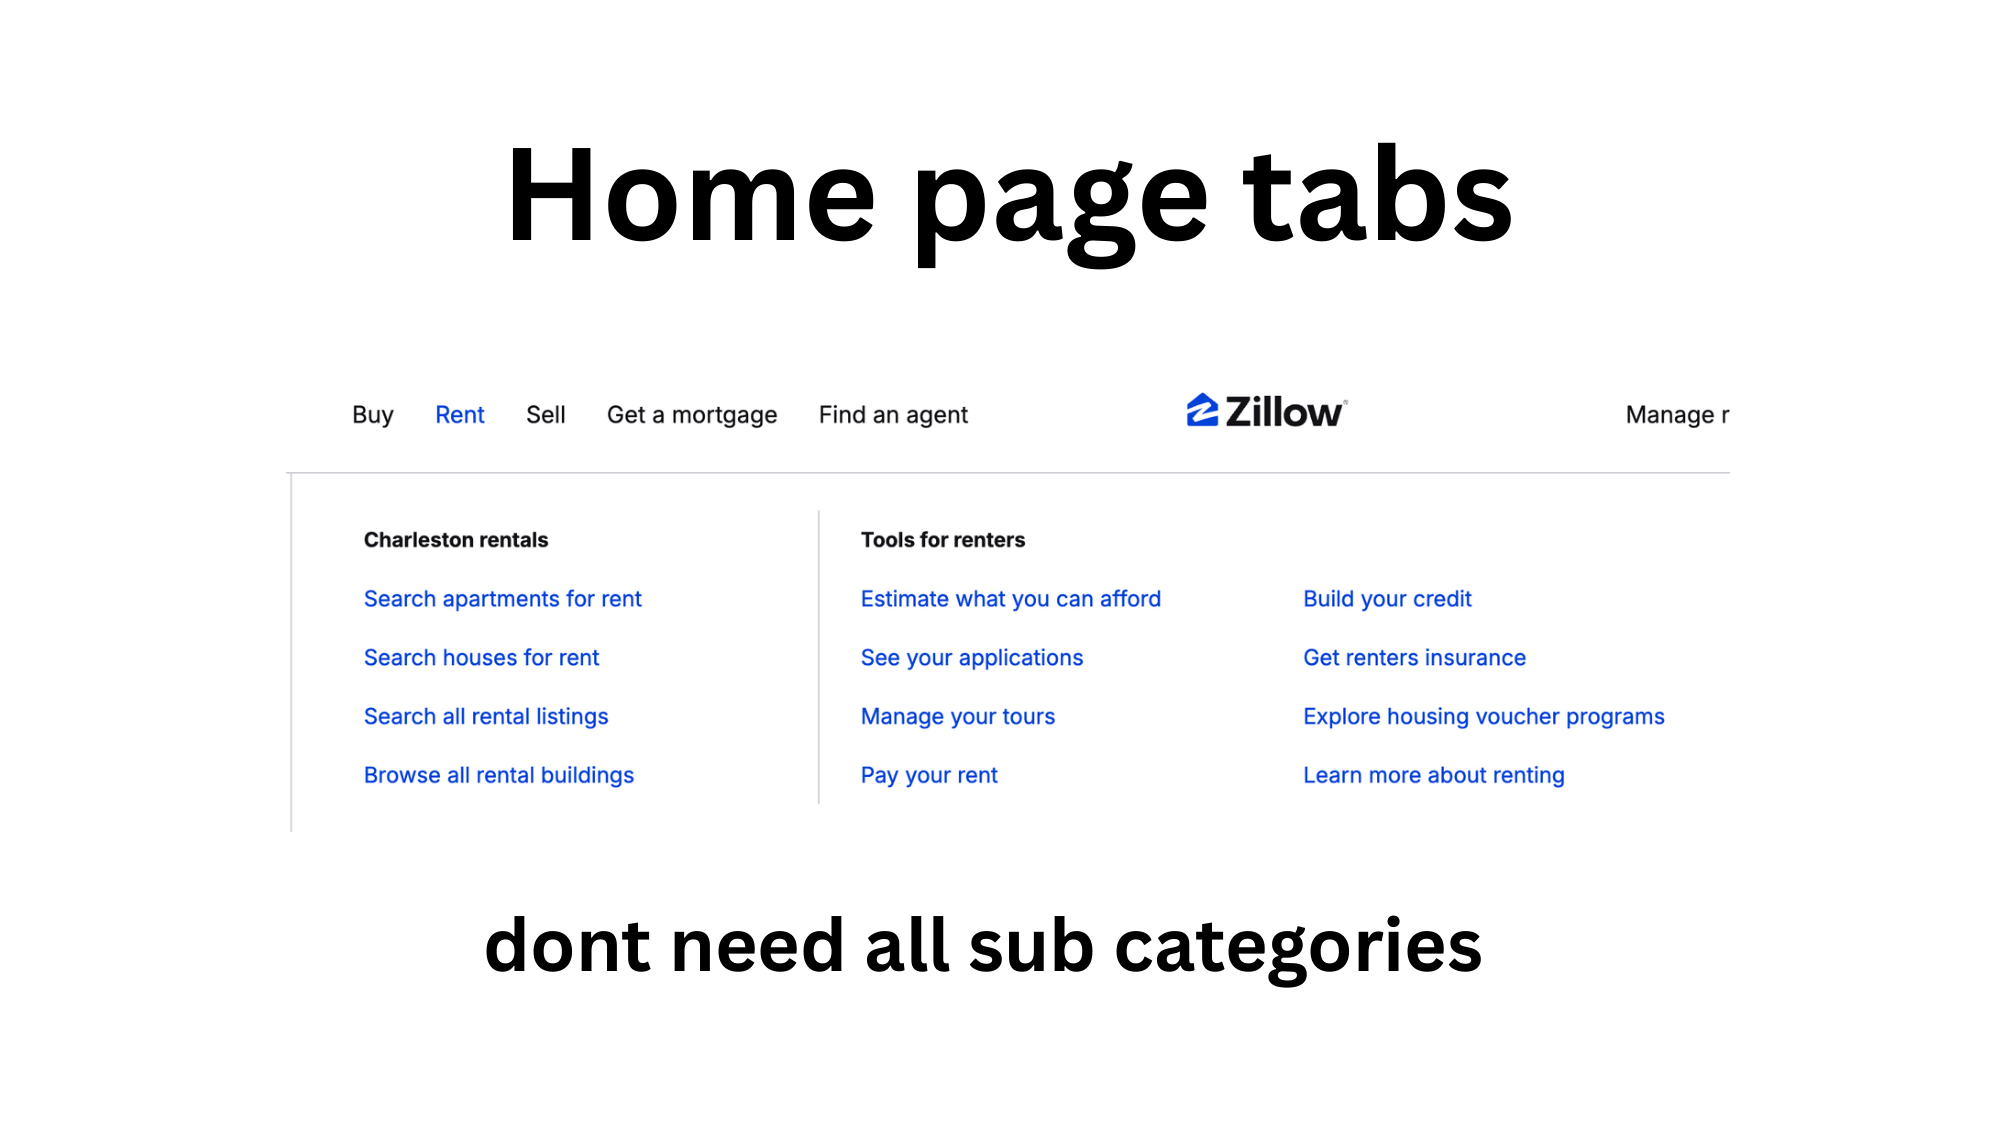 Home page tabs
Buy Rent Sell Get a mortgage Find an agent Zillow Manage r
Charleston rentals Tools for renters
Search apartments for rent Estimate what you can afford Build your credit
Search houses for rent See your applications Get renters insurance
Search all rental listings Manage your tours Explore housing voucher programs
Browse all rental buildings Pay your rent Learn more about renting
dont need all sub categories